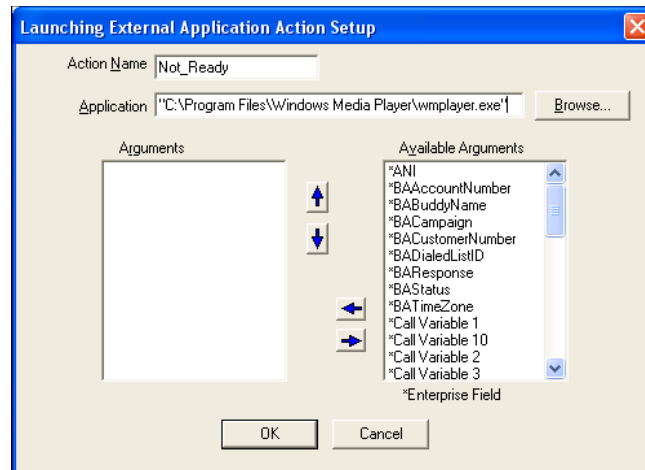 Launching External Application Action Setup
Action Name Not_Ready
Application "C:\Program Files\Windows Media Player\wmplayer.exe" Browse...
Arguments
Available Arguments
*ANI
*BAAccountNumber
*BABuddyName
*BACampaign
*BACustomerNumber
*BADialedListID
*BAResponse
*BAStatus
*BATimeZone
*Call Variable 1
*Call Variable 10
*Call Variable 2
*Call Variable 3
*Enterprise Field
OK Cancel